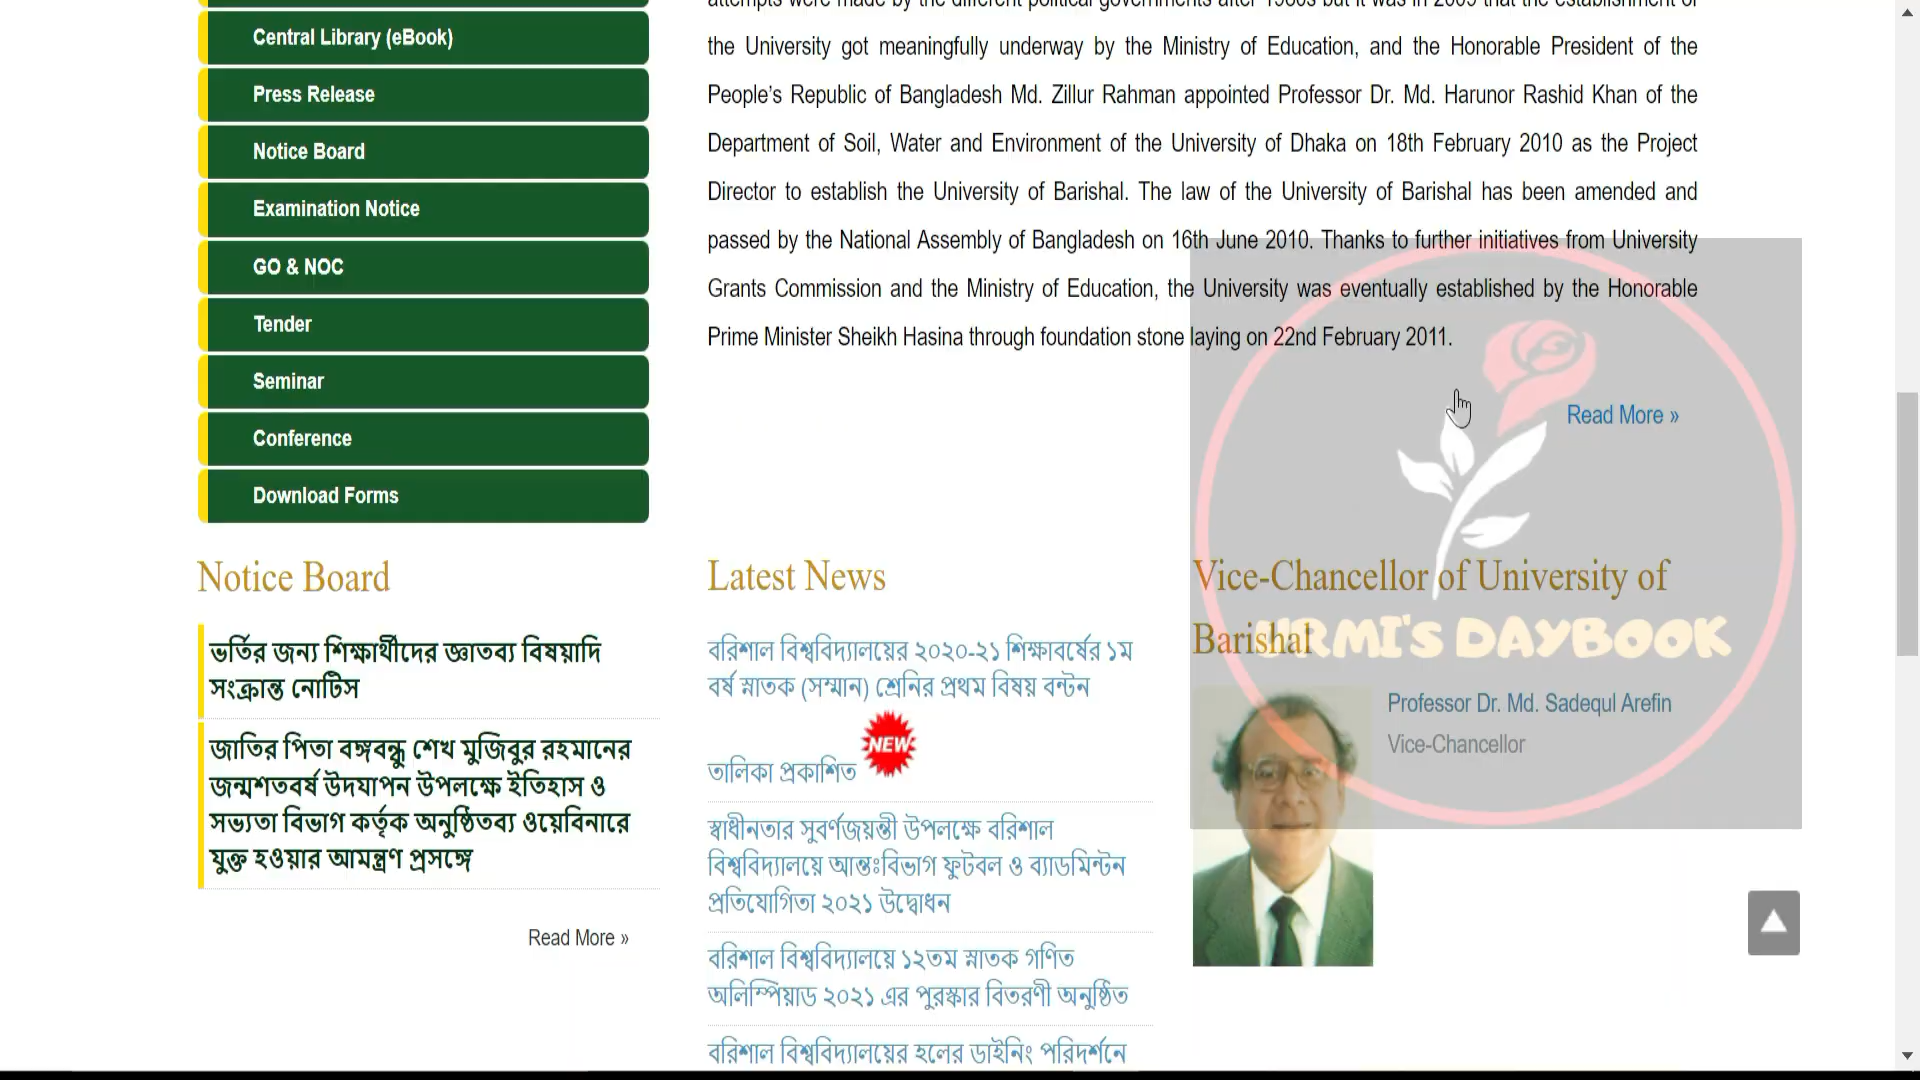 Central Library (eBook)
Press Release
Notice Board
Examination Notice
GO & NOC
Tender
Seminar
Conference
Download Forms
the University got meaningfully underway by the Ministry of Education, and the Honorable President of the
People's Republic of Bangladesh Md. Zillur Rahman appointed Professor Dr. Md. Harunor Rashid Khan of the
Department of Soil, Water and Environment of the University of Dhaka on 18th February 2010 as the Project
Director to establish the University of Barishal. The law of the University of Barishal has been amended and
passed by the National Assembly of Bangladesh on 16th June 2010. Thanks to further initiatives from University
Grants Commission and the Ministry of Education, the University was eventually established by the Honorable
Prime Minister Sheikh Hasina through foundation stone laying on 22nd February 2011.
Read More »
Notice Board
ভর্তির জন্য শিক্ষার্থীদের জ্ঞাতব্য বিষয়াদি
সংক্রান্ত নোটিস
জাতির পিতা বঙ্গবন্ধু শেখ মুজিবুর রহমানের
জন্মশতবর্ষ উদযাপন উপলক্ষে ইতিহাস ও
সভ্যতা বিভাগ কর্তৃক অনুষ্ঠিতব্য ওয়েবিনারে
যুক্ত হওয়ার আমন্ত্রণ প্রসঙ্গে
Read More »
Latest News
বরিশাল বিশ্ববিদ্যালয়ের ২০২০-২১ শিক্ষাবর্ষের ১ম
বর্ষ স্নাতক (সম্মান) শ্রেনির প্রথম বিষয় বন্টন
তালিকা প্রকাশিত NEW
স্বাধীনতার সুবর্ণজয়ন্তী উপলক্ষে বরিশাল
বিশ্ববিদ্যালয়ে আন্তঃবিভাগ ফুটবল ও ব্যাডমিন্টন
প্রতিযোগিতা ২০২১ উদ্বোধন
বরিশাল বিশ্ববিদ্যালয়ে ১২তম স্নাতক গণিত
অলিম্পিয়াড ২০২১ এর পুরস্কার বিতরণী অনুষ্ঠিত
বরিশাল বিশ্ববিদ্যালয়ের হলের ডাইনিং পরিদর্শনে
Vice-Chancellor of University of
Barishal
DAYBOOK
Professor Dr. Md. Sadequl Arefin
Vice-Chancellor